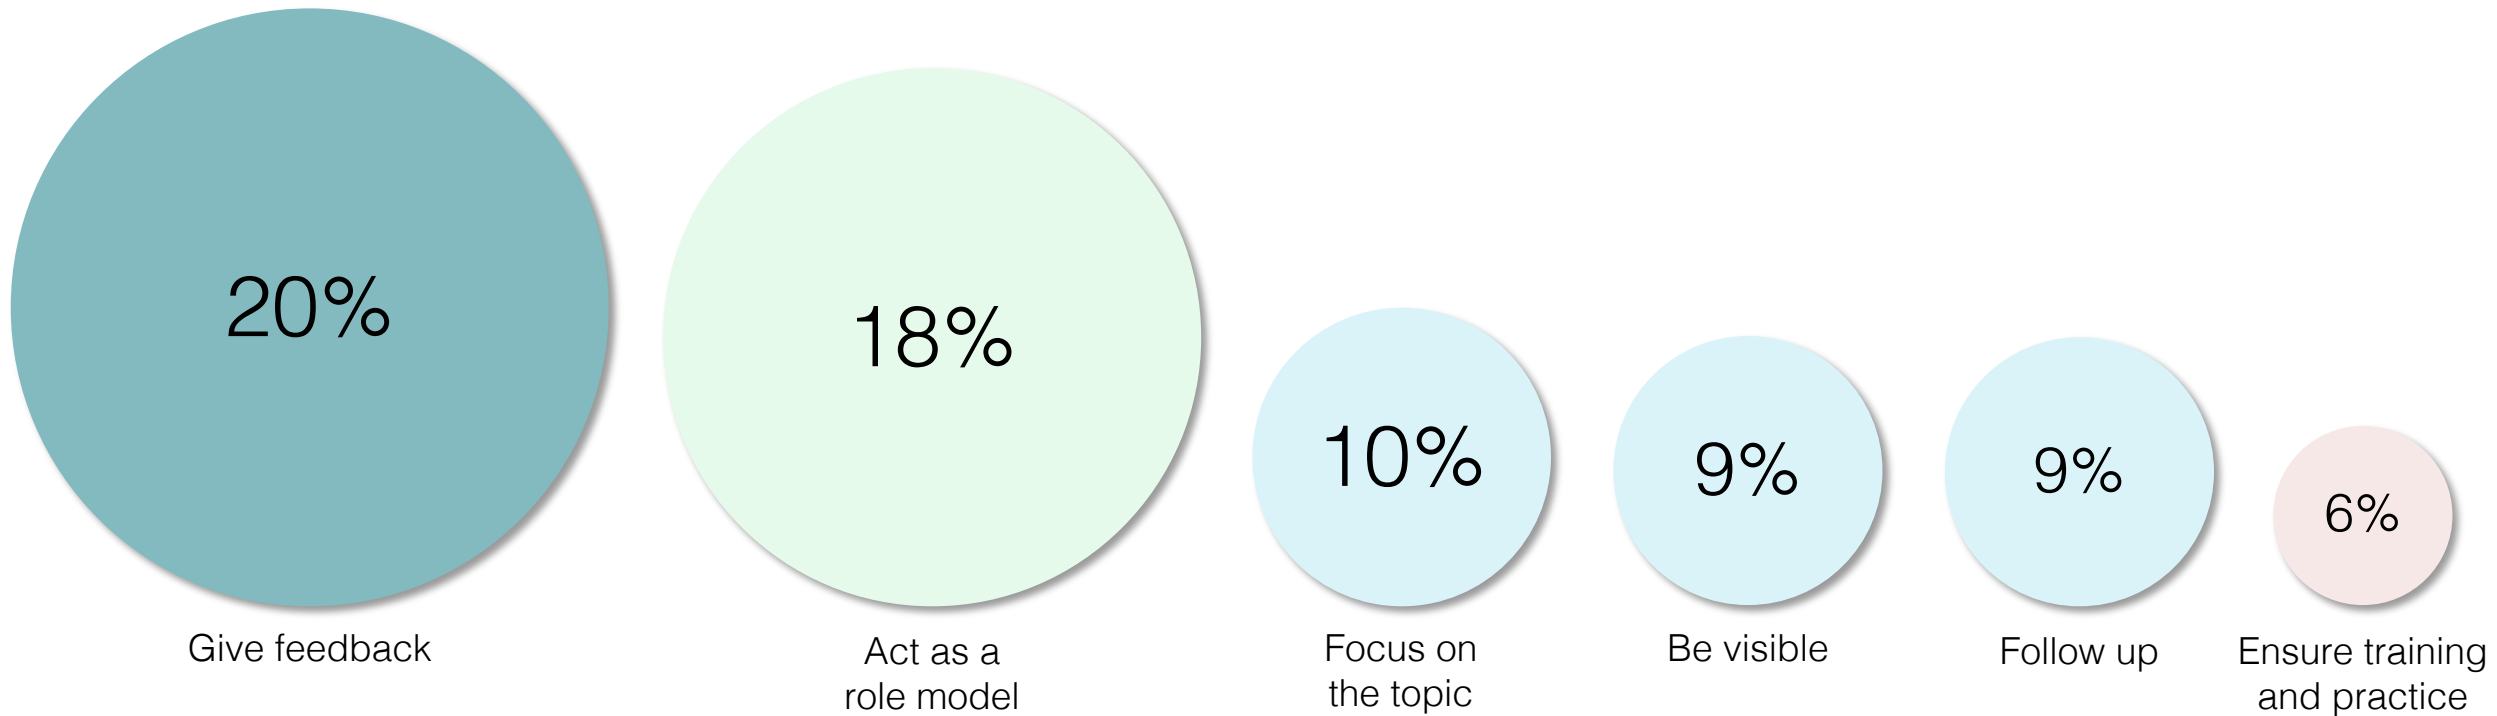 20%
18%
10%
9%
9%
6%
Give feedback
Act as a
role model
Focus on
the topic
Be visible
Follow up
Ensure training
and practice